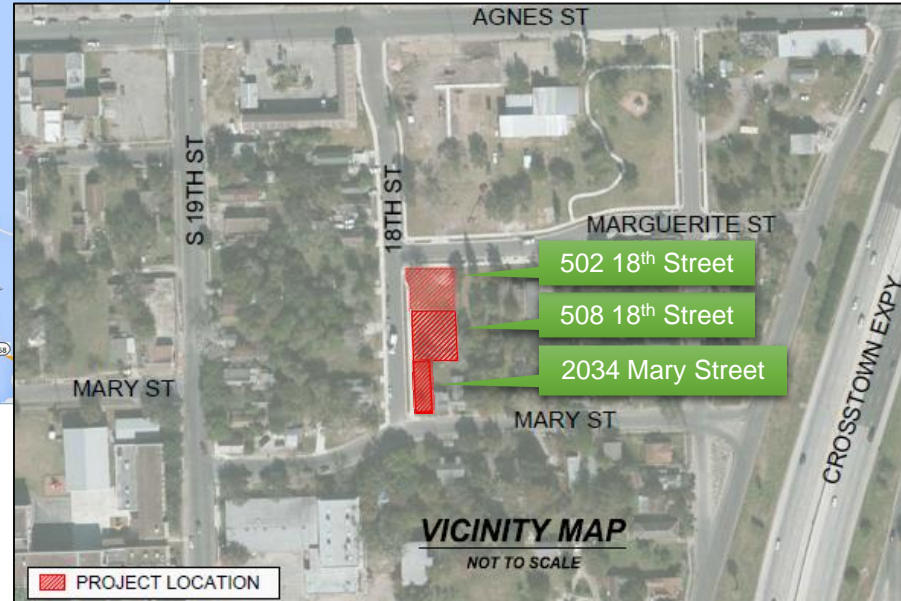 AGNES ST
S 19TH ST
18TH ST
MARGUERITE ST
502 18th Street
508 18th Street
2034 Mary Street
MARY ST
MARY ST
CROSSTOWN EXPY
VICINITY MAP
NOT TO SCALE
PROJECT LOCATION